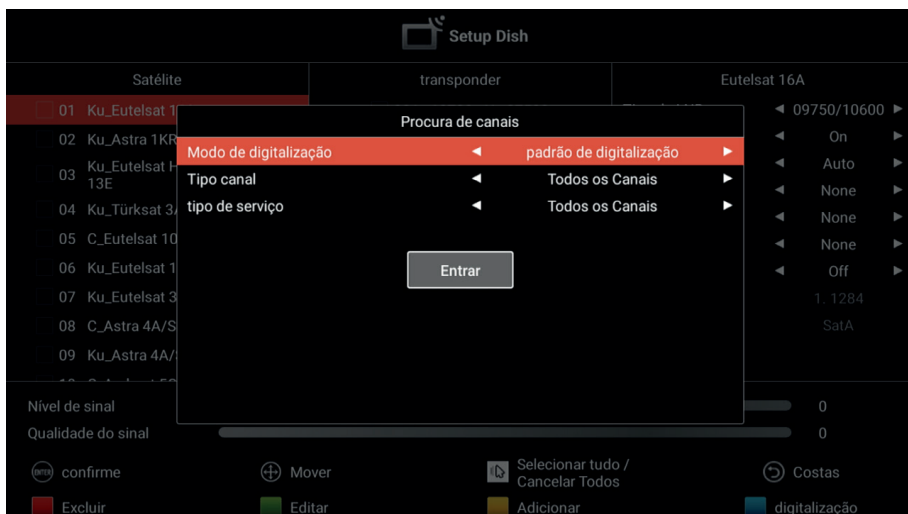 Setup Dish
Satélite
transponder
Eutelsat 16A
01 Ku_Eutelsat
09750/10600
Procura de canais
02 Ku_Astra 1KR
On
Modo de digitalização
padrão de digitalização
03 Ku_Eutelsat
13E
Auto
Tipo canal
Todos os Canais
None
04 Ku_Türksat
tipo de serviço
Todos os Canais
None
05 C_Eutelsat 10
None
06 Ku_Eutelsat
Entrar
Off
07 Ku_Eutelsat
1. 1284
08 C_Astra 4A/S
SatA
09 Ku_Astra 4A/
Nível de sinal
0
Qualidade do sinal
0
ENTER confirme
Mover
Selecionar tudo /
Cancelar Todos
Costas
Excluir
Editar
Adicionar
digitalização